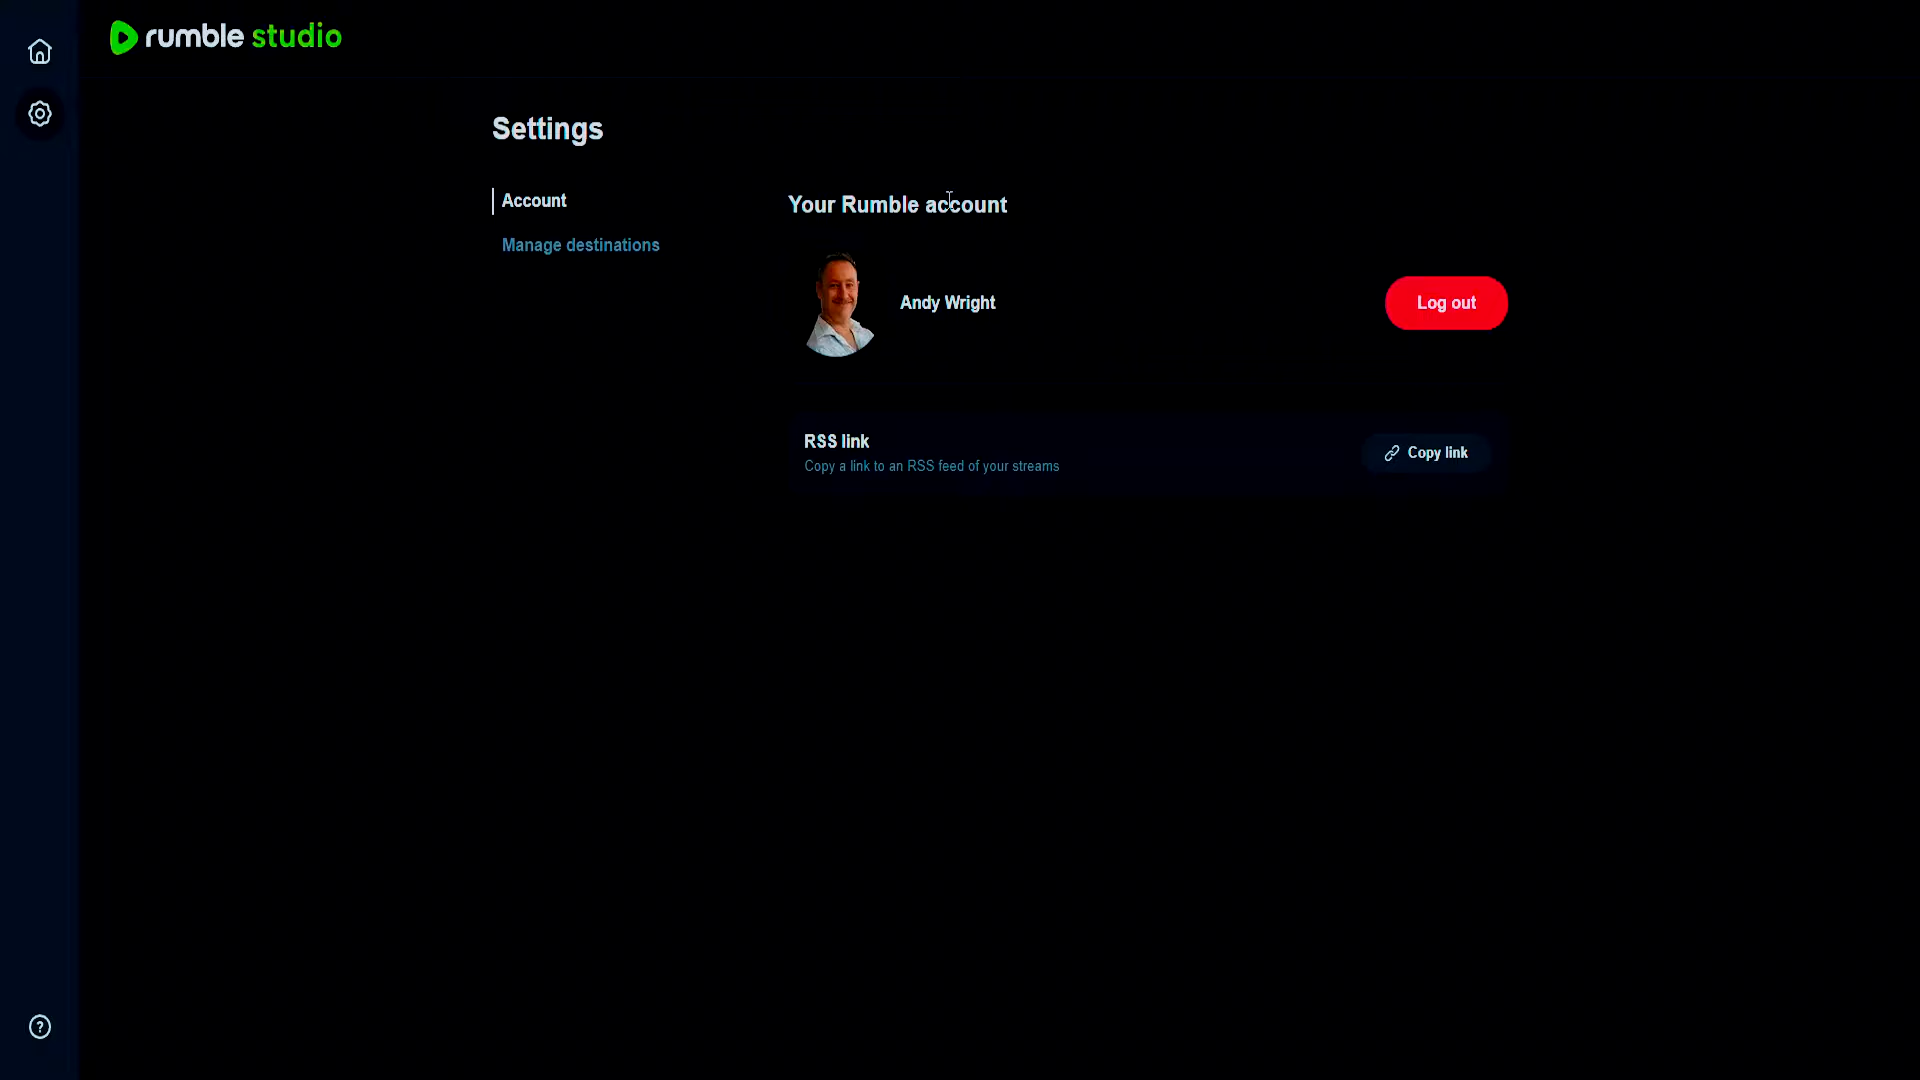 rumble studio
Settings
Account
Manage destinations
Your Rumble account
Andy Wright
Log out
RSS link
Copy a link to an RSS feed of your streams
Copy link
?